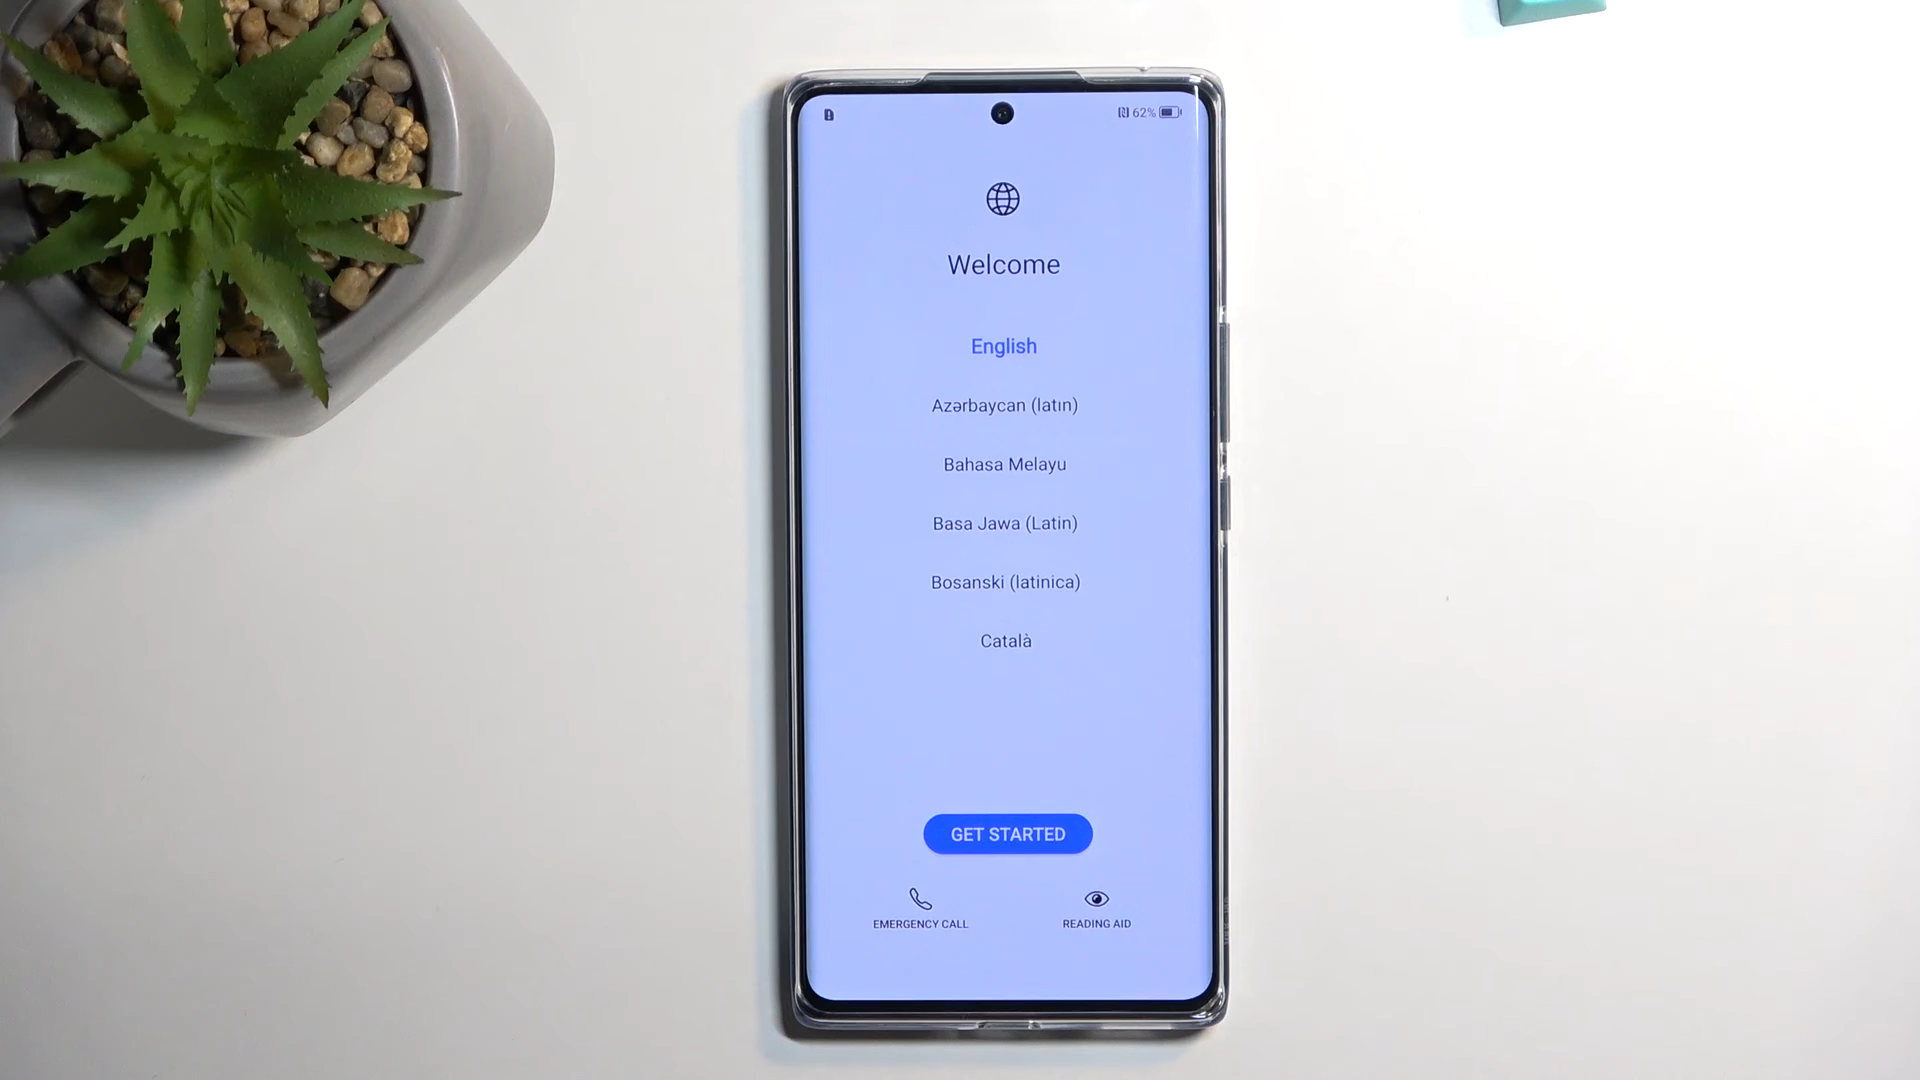 62%
Welcome
English
Azərbaycan (latın)
Bahasa Melayu
Basa Jawa (Latin)
Bosanski (latinica)
Català
GET STARTED
EMERGENCY CALL
READING AID